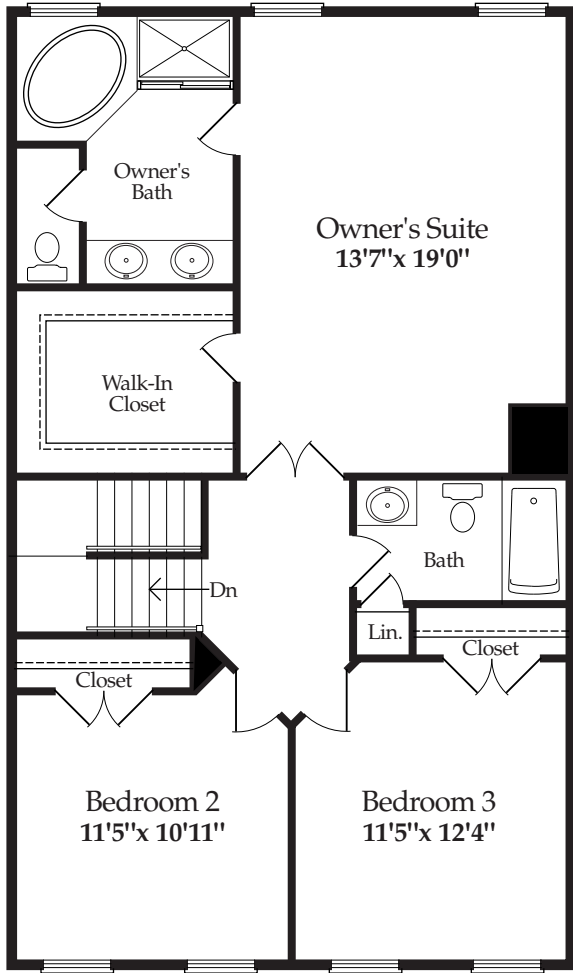 Owner's
Bath
Owner's Suite
13'7"x 19'0"
Walk-In
Closet
Bath
Dn
Lin.
Closet
Closet
Bedroom 2
11'5"x 10'11"
Bedroom 3
11'5"x 12'4"